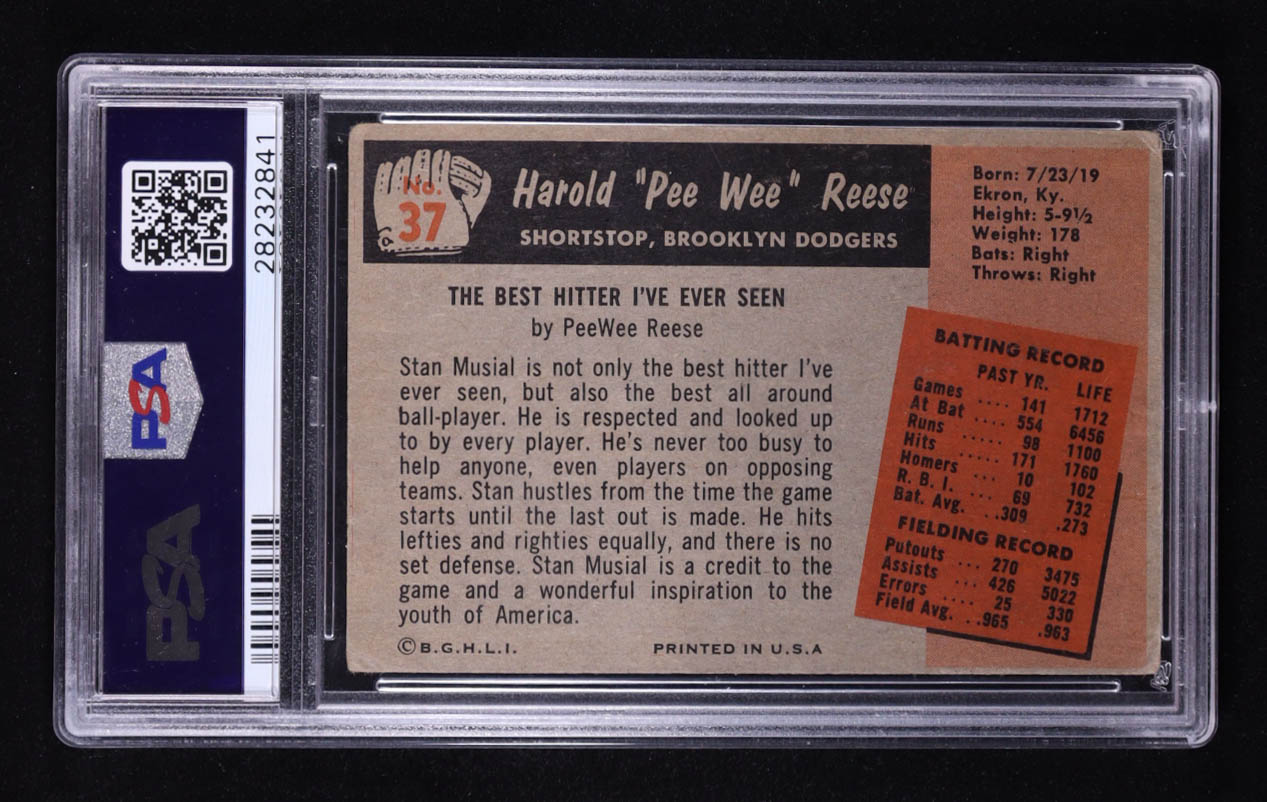 28232841
PSA
PSA
No.
37
Harold "Pee Wee" Reese
SHORTSTOP, BROOKLYN DODGERS
THE BEST HITTER I'VE EVER SEEN
by PeeWee Reese
Stan Musial is not only the best hitter I've
ever seen, but also the best all around
ball-player. He is respected and looked up
to by every player. He's never too busy to
help anyone, even players on opposing
teams. Stan hustles from the time the game
starts until the last out is made. He hits
lefties and righties equally, and there is no
set defense. Stan Musial is a credit to the
game and a wonderful inspiration to the
youth of America.
©B.G.H.L.I. PRINTED IN U.S.A
Born: 7/23/19
Ekron, Ky.
Height: 5-9½
Weight: 178
Bats: Right
Throws: Right
BATTING RECORD
PAST YR. LIFE
Games .... 141 1712
At Bat .... 554 6456
Runs ..... 98 1100
Hits ..... 171 1760
Homers ... 10 102
R. B. I. ... 69 732
Bat. Avg. ..309 .273
FIELDING RECORD
Putouts ... 270 3475
Assists ... 426 5022
Errors .... 25 330
Field Avg. ..965 .963